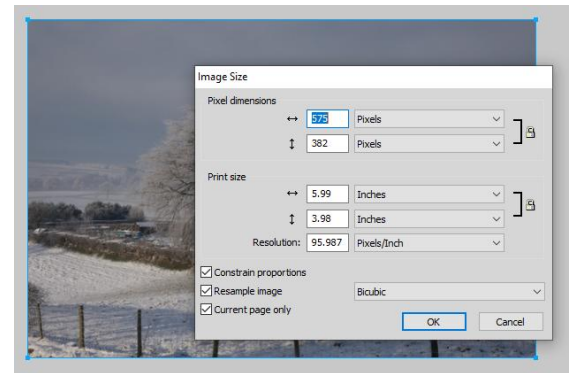 Image Size
Pixel dimensions
575 Pixels
382 Pixels
Print size
5.99 Inches
3.98 Inches
Resolution: 95.987 Pixels/Inch
Constrain proportions
Resample image Bicubic
Current page only
OK Cancel